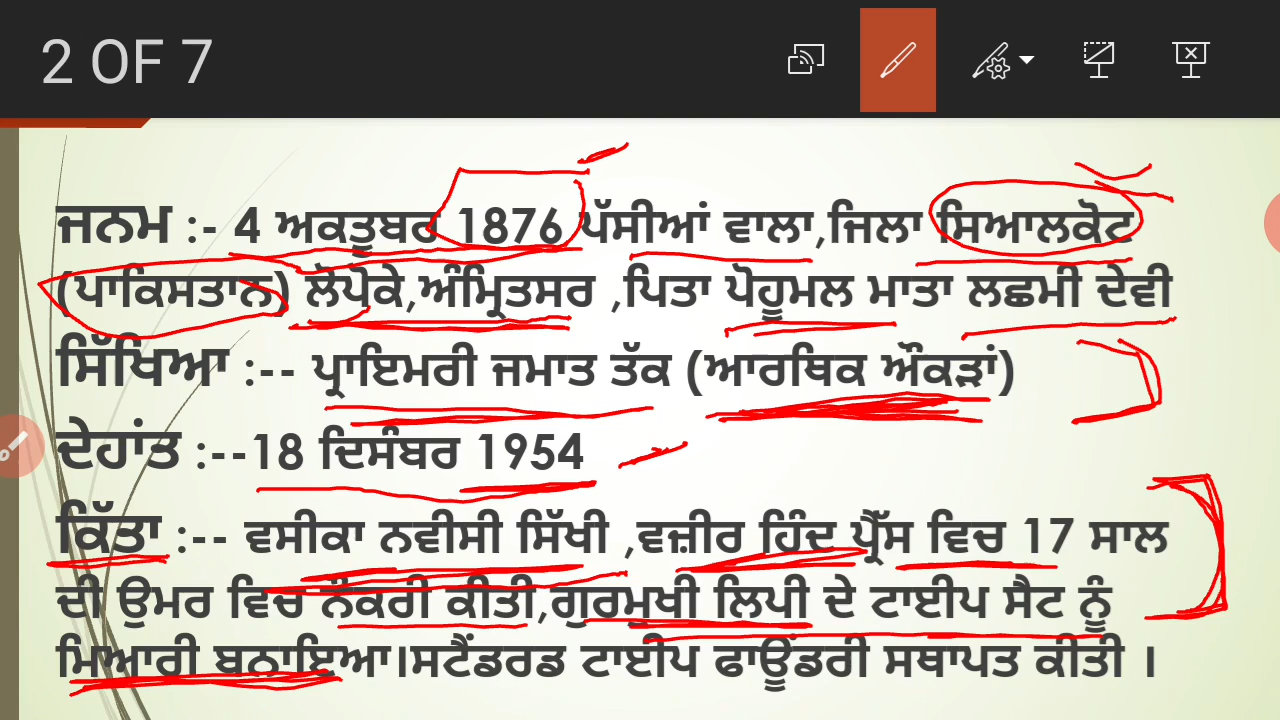 2 OF 7
ਜਨਮ :- 4 ਅਕਤੂਬਰ 1876 ਪੱਸੀਆਂ ਵਾਲਾ,ਜਿਲਾ ਸਿਆਲਕੋਟ
(ਪਾਕਿਸਤਾਨ) ਲੋਪੋਕੇ,ਅੰਮ੍ਰਿਤਸਰ ,ਪਿਤਾ ਪੋਹੂਮਲ ਮਾਤਾ ਲਛਮੀ ਦੇਵੀ
ਸਿੱਖਿਆ :-- ਪ੍ਰਾਇਮਰੀ ਜਮਾਤ ਤੱਕ (ਆਰਥਿਕ ਔਕੜਾਂ)
ਦੇਹਾਂਤ :--18 ਦਿਸੰਬਰ 1954
ਕਿੱਤਾ :-- ਵਸੀਕਾ ਨਵੀਸੀ ਸਿੱਖੀ ,ਵਜ਼ੀਰ ਹਿੰਦ ਪ੍ਰੈੱਸ ਵਿਚ 17 ਸਾਲ
ਦੀ ਉਮਰ ਵਿਚ ਨੌਕਰੀ ਕੀਤੀ,ਗੁਰਮੁਖੀ ਲਿਪੀ ਦੇ ਟਾਈਪ ਸੈਟ ਨੂੰ
ਮਿਆਰੀ ਬਨਾਇਆ।ਸਟੈਂਡਰਡ ਟਾਈਪ ਫਾਊਂਡਰੀ ਸਥਾਪਤ ਕੀਤੀ ।